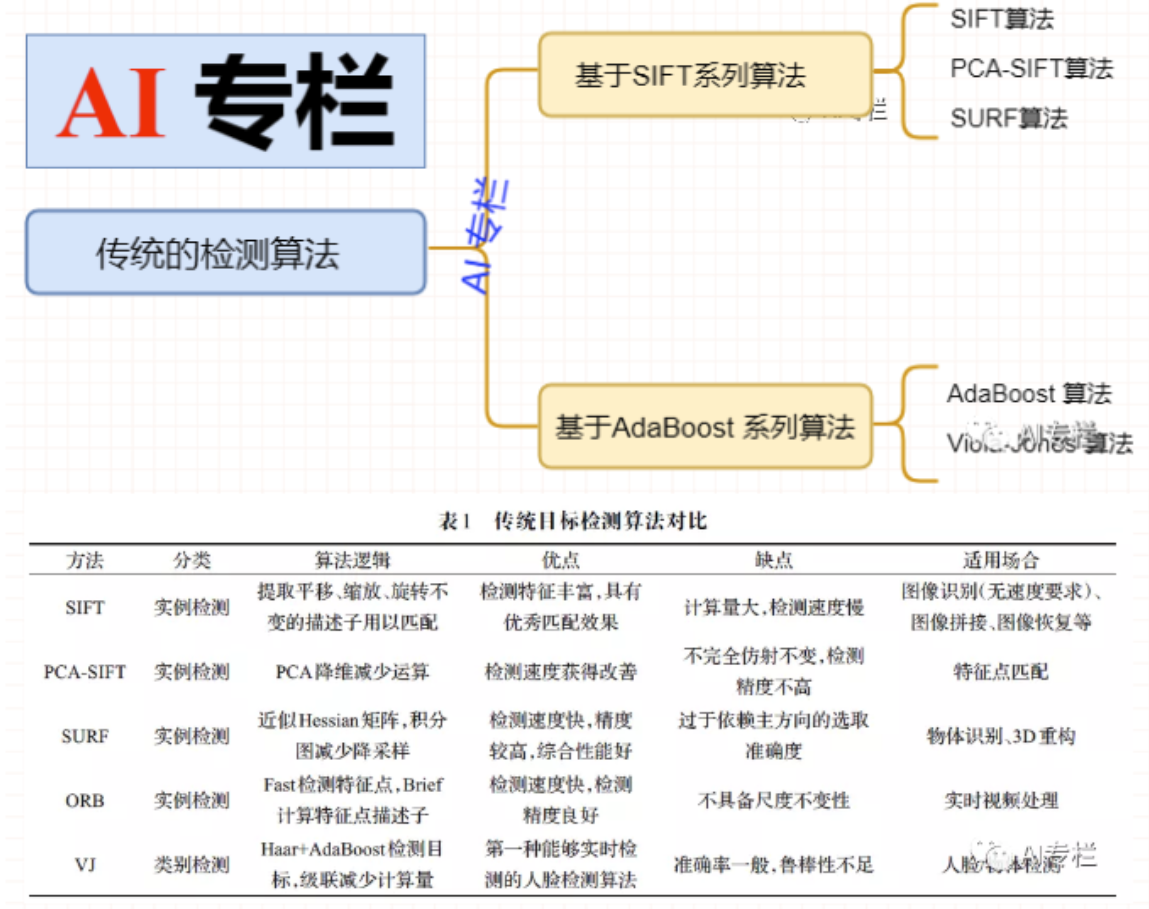 AI 专栏
传统的检测算法
AI 专栏
基于SIFT系列算法
SIFT算法
PCA-SIFT算法
SURF算法
基于AdaBoost 系列算法
AdaBoost 算法
Viola-Jones 算法
AI专栏
表1 传统目标检测算法对比
方法 分类 算法逻辑 优点 缺点 适用场合
SIFT 实例检测 提取平移、缩放、旋转不 检测特征丰富,具有 计算量大,检测速度慢 图像识别(无速度要求)、
变的描述子用以匹配 优秀匹配效果 图像拼接、图像恢复等
PCA-SIFT 实例检测 PCA降维减少运算 检测速度获得改善 不完全仿射不变,检测 特征点匹配
精度不高
SURF 实例检测 近似Hessian矩阵,积分 检测速度快,精度 过于依赖主方向的选取 物体识别、3D重构
图减少降采样 较高,综合性能好 准确度
ORB 实例检测 Fast检测特征点,Brief 检测速度快,检测 不具备尺度不变性 实时视频处理
计算特征点描述子 精度良好
VJ 类别检测 Haar+AdaBoost检测目 第一种能够实时检 准确率一般,鲁棒性不足 人脸/物体检测
标,级联减少计算量 测的人脸检测算法
AI专栏